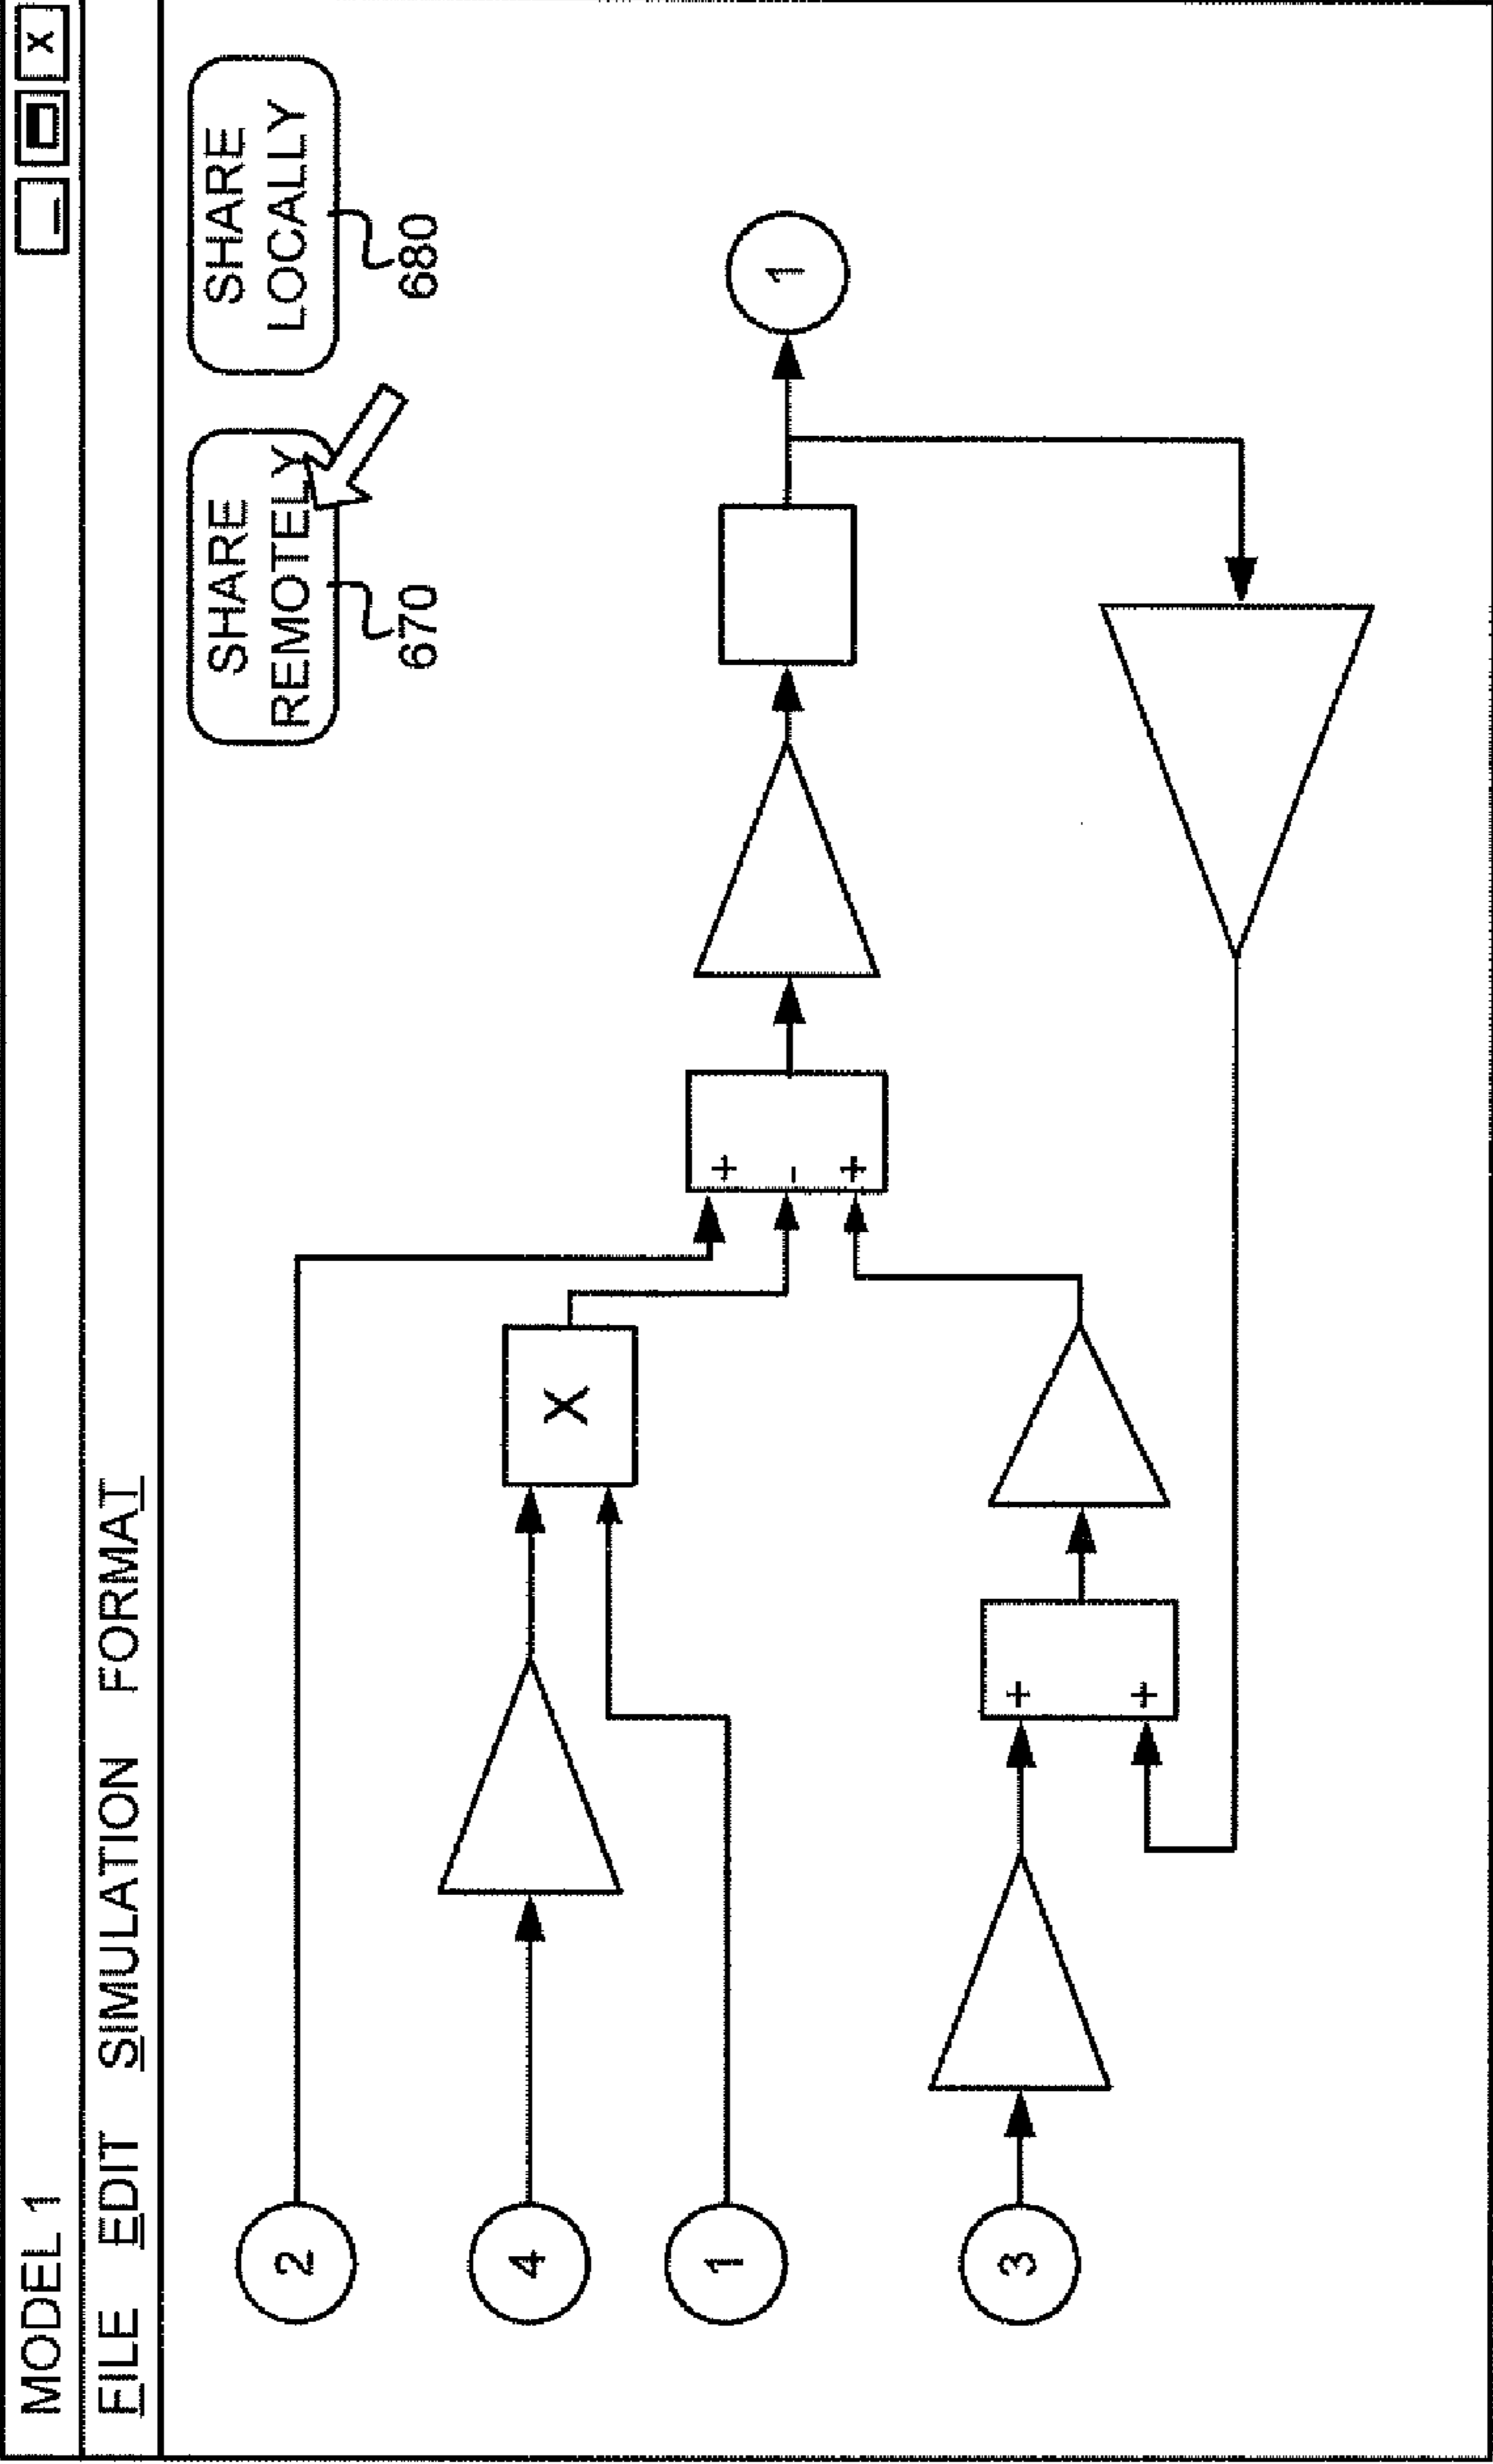 MODEL 1
_ X
FILE EDIT SIMULATION FORMAT
SHARE
REMOTELY
670
SHARE
LOCALLY
680
2
4
X
1
+
-
+
1
3
+
+